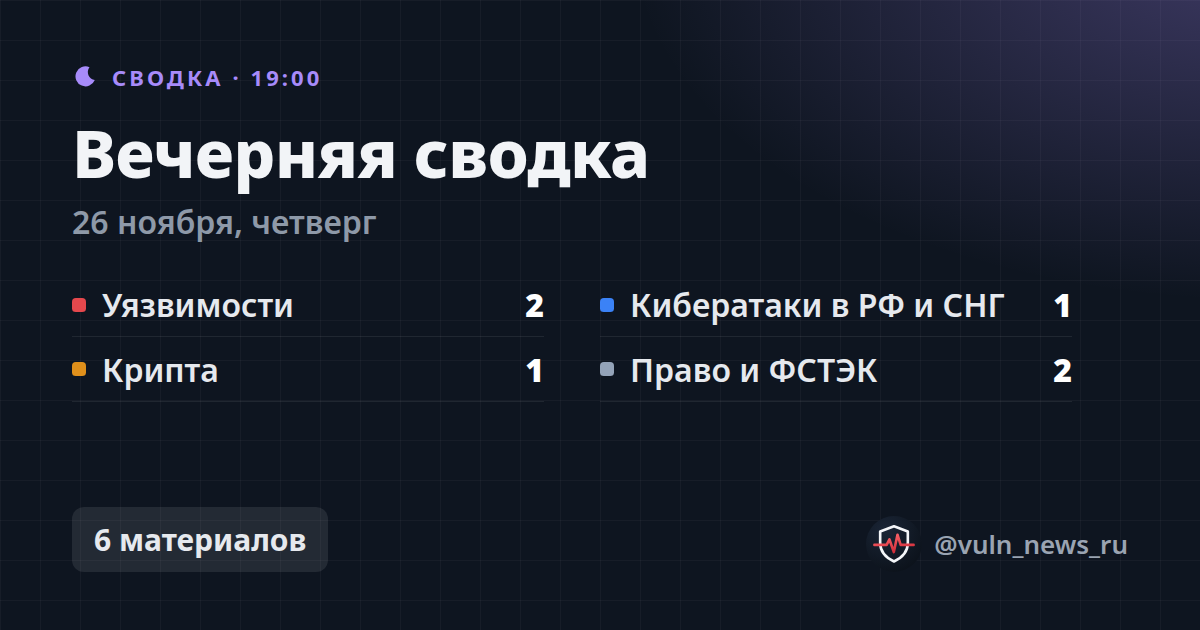 СВОДКА · 19:00
Вечерняя сводка
26 ноября, четверг
Уязвимости 2
Кибератаки в РФ и СНГ 1
Крипта 1
Право и ФСТЭК 2
6 материалов
@vuln_news_ru